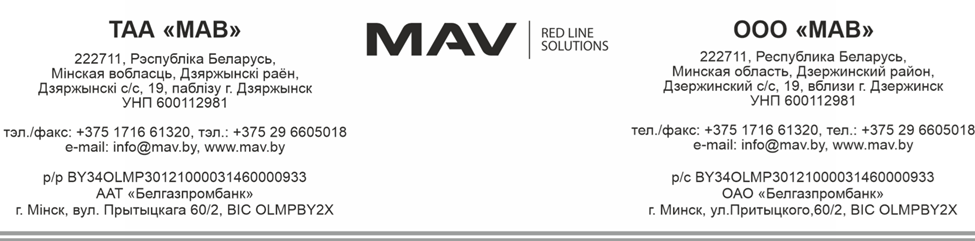 ТАА «МАВ»
222711, Рэспубліка Беларусь,
Мінская вобласць, Дзяржынскі раён,
Дзяржынскі с/с, 19, паблізу г. Дзяржынск
УНП 600112981
тэл./факс: +375 1716 61320, тэл.: +375 29 6605018
e-mail: info@mav.by, www.mav.by
р/р BY34OLMP30121000031460000933
ААТ «Белгазпромбанк»
г. Мінск, вул. Прытыцкага 60/2, BIC OLMPBY2X
MAV
RED LINE
SOLUTIONS
ООО «МАВ»
222711, Республика Беларусь,
Минская область, Дзержинский район,
Дзержинский с/с, 19, вблизи г. Дзержинск
УНП 600112981
тел./факс: +375 1716 61320, тел.: +375 29 6605018
e-mail: info@mav.by, www.mav.by
р/с BY34OLMP30121000031460000933
ОАО «Белгазпромбанк»
г. Минск, ул.Притыцкого,60/2, BIC OLMPBY2X